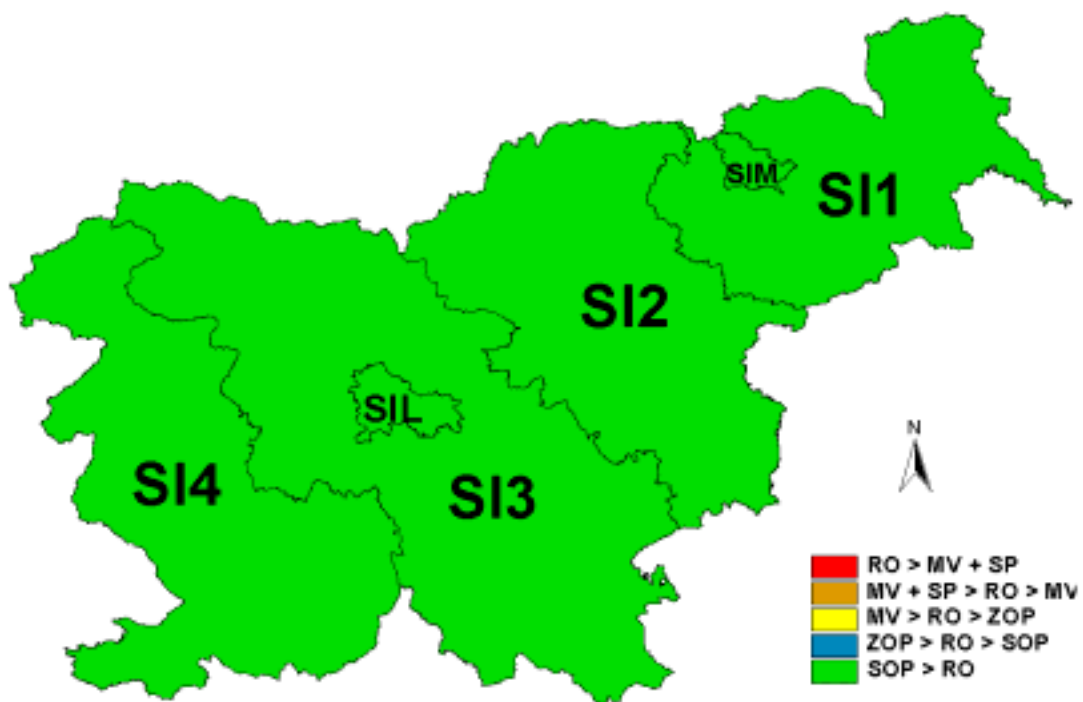 SIM
SI1
SI2
SIL
SI4
SI3
N
RO > MV + SP
MV + SP > RO > MV
MV > RO > ZOP
ZOP > RO > SOP
SOP > RO